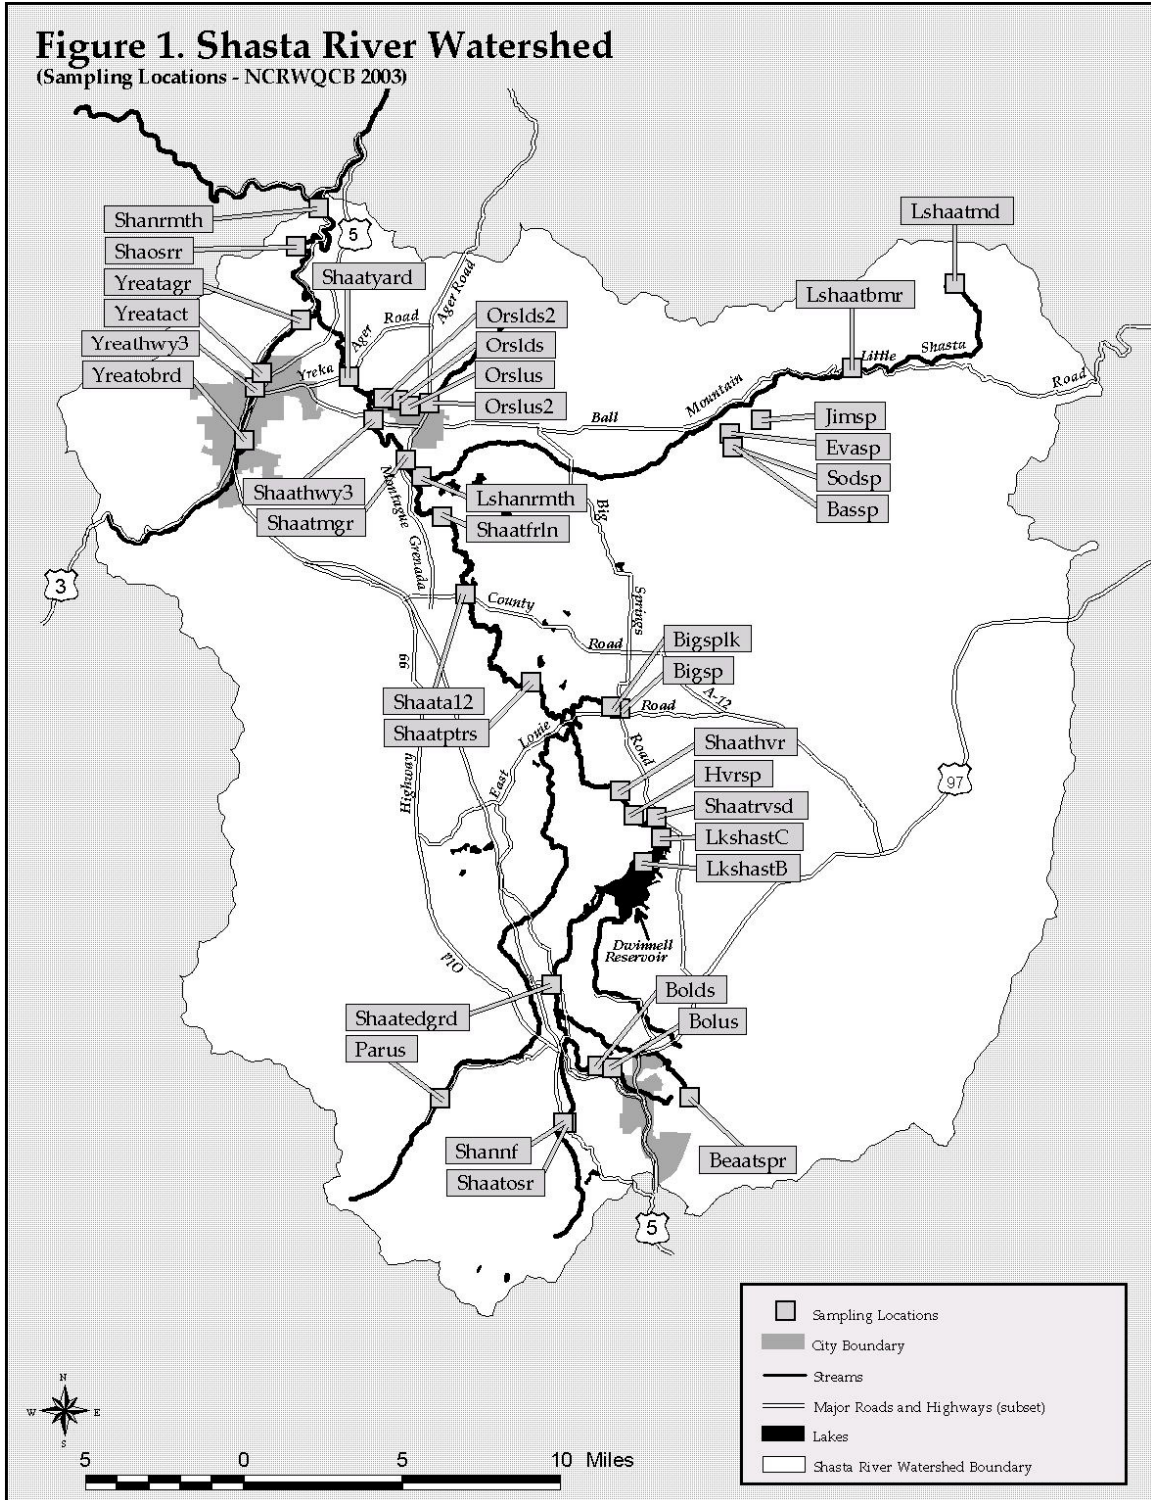 Figure 1. Shasta River Watershed
(Sampling Locations - NCRWQCB 2003)
Lshaatmd
Shanrmth
5
Shaosrr
Shaatyard
Yreatagr
Lshaatbmr
Yreatact
Ager Road
Orslds2
Yreathwy3
Ager Road
Orslds
Little Shasta
Yreatobrd
Yreka
Orslus
Road
Orslus2
Ball Mountain
Jimsp
Evasp
Sodsp
Bassp
Shaathwy3
Lshanrmth
Shaatmgr
Shaatfrln
Montague Grenada
Big Springs Road
3
County Road
Bigsplk
99
Bigsp
A-12
Shaata12
Shaatptrs
East Louie Road
Shaathvr
Hvrsp
97
Highway
Shaatrvsd
LkshastC
LkshastB
Dwinnell
Reservoir
Old
Bolds
Shaatedgrd
Bolus
Parus
Shannf
Beaatspr
Shaatosr
5
Sampling Locations
City Boundary
Streams
Major Roads and Highways (subset)
Lakes
Shasta River Watershed Boundary
N
W E
S
5 0 5 10 Miles